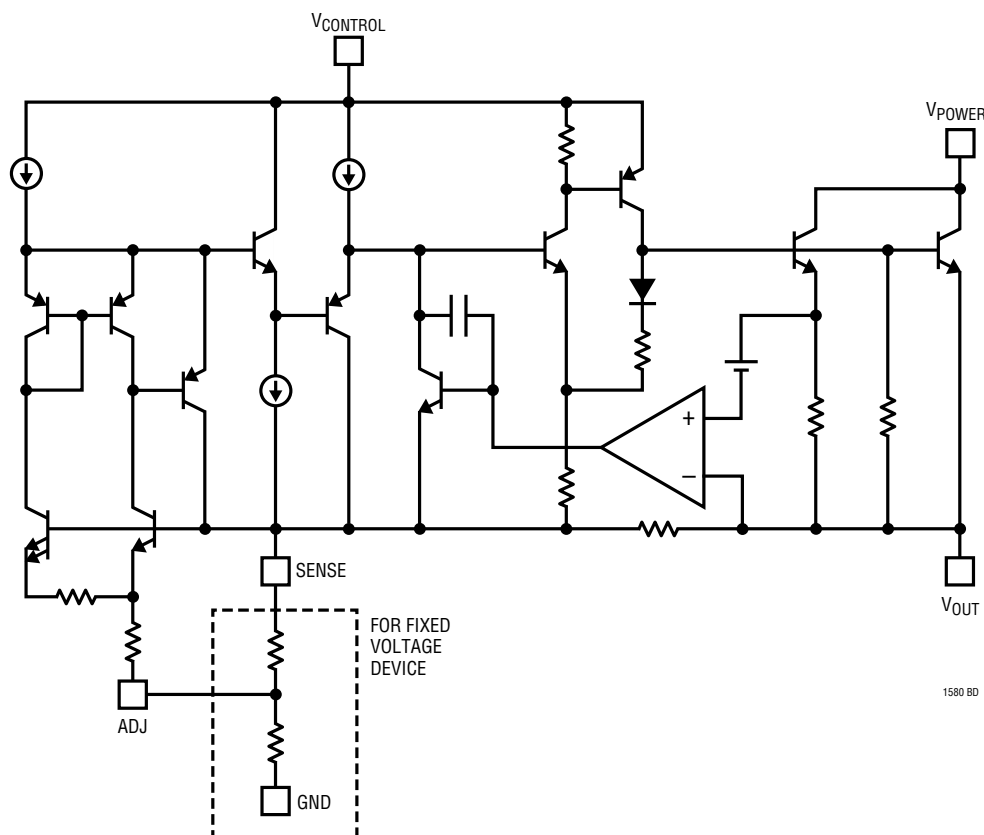 VCONTROL
VPOWER
+
−
SENSE
VOUT
FOR FIXED
VOLTAGE
DEVICE
ADJ
1580 BD
GND